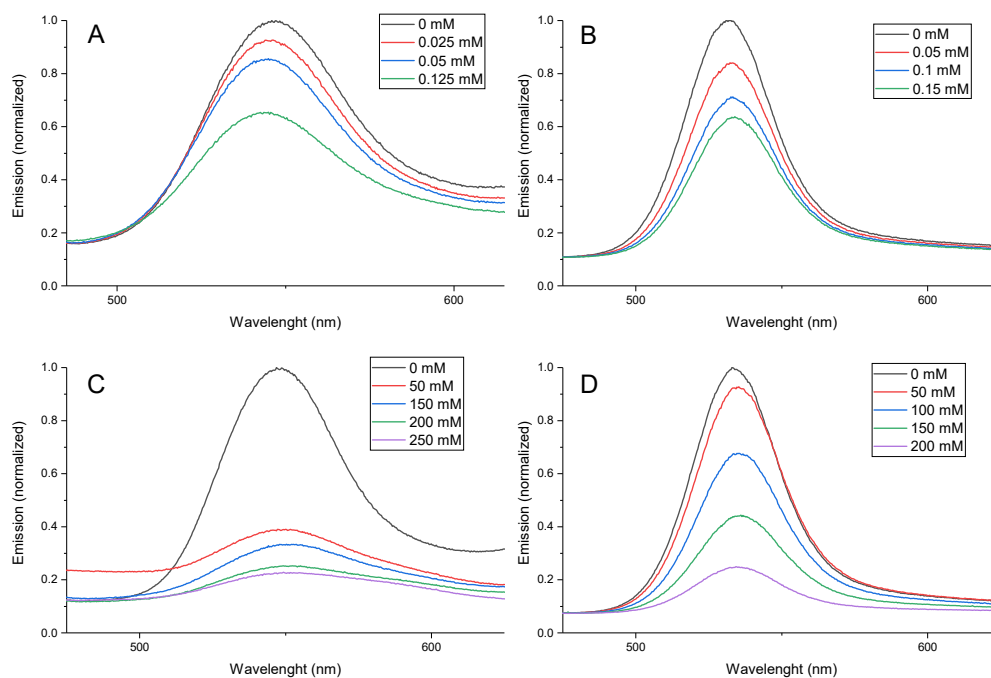 A
0 mM
0.025 mM
0.05 mM
0.125 mM
1.0
0.8
0.6
0.4
0.2
0.0
500
600
Emission (normalized)
Wavelenght (nm)
B
0 mM
0.05 mM
0.1 mM
0.15 mM
1.0
0.8
0.6
0.4
0.2
0.0
500
600
Emission (normalized)
Wavelenght (nm)
C
0 mM
50 mM
150 mM
200 mM
250 mM
1.0
0.8
0.6
0.4
0.2
0.0
500
600
Emission (normalized)
Wavelenght (nm)
D
0 mM
50 mM
100 mM
150 mM
200 mM
1.0
0.8
0.6
0.4
0.2
0.0
500
600
Emission (normalized)
Wavelenght (nm)